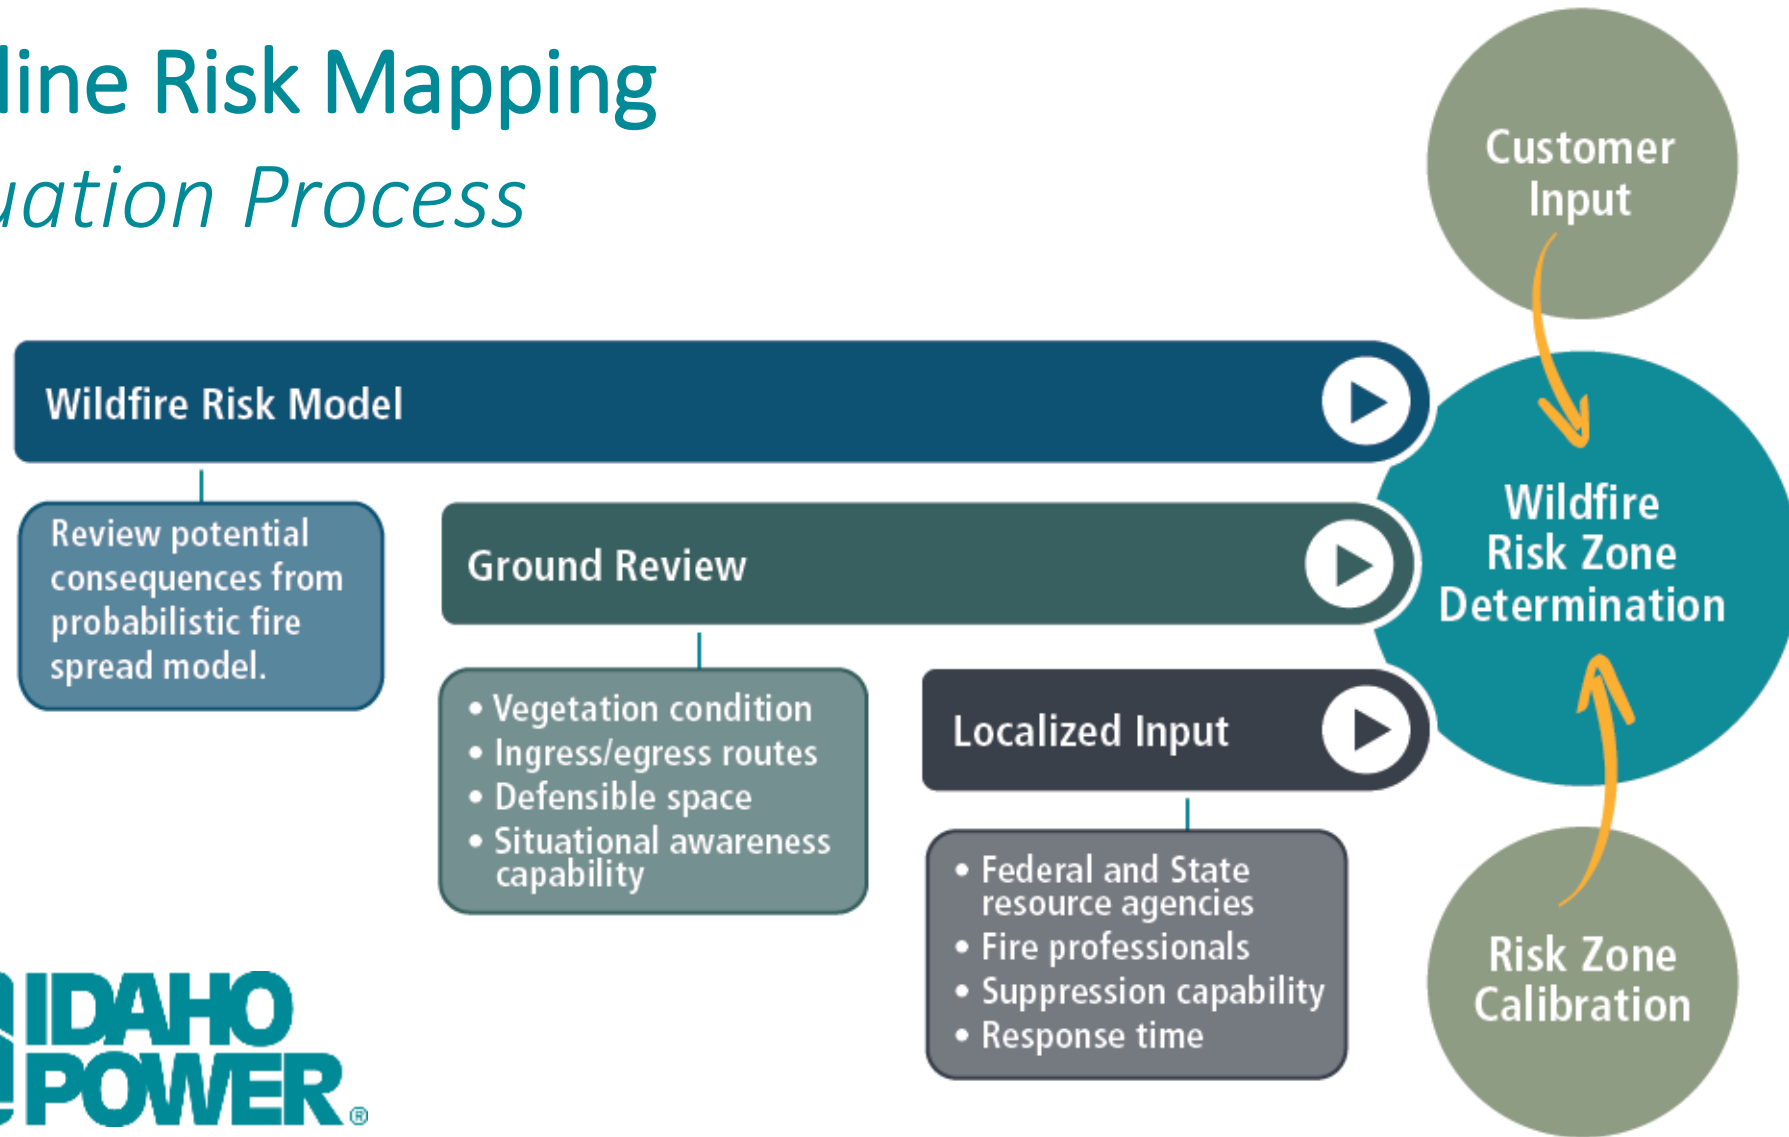 line Risk Mapping
uation Process
Customer
Input
Wildfire Risk Model
Review potential
consequences from
probabilistic fire
spread model.
Ground Review
• Vegetation condition
• Ingress/egress routes
• Defensible space
• Situational awareness
capability
Localized Input
• Federal and State
resource agencies
• Fire professionals
• Suppression capability
• Response time
Wildfire
Risk Zone
Determination
Risk Zone
Calibration
IDAHO
POWER®